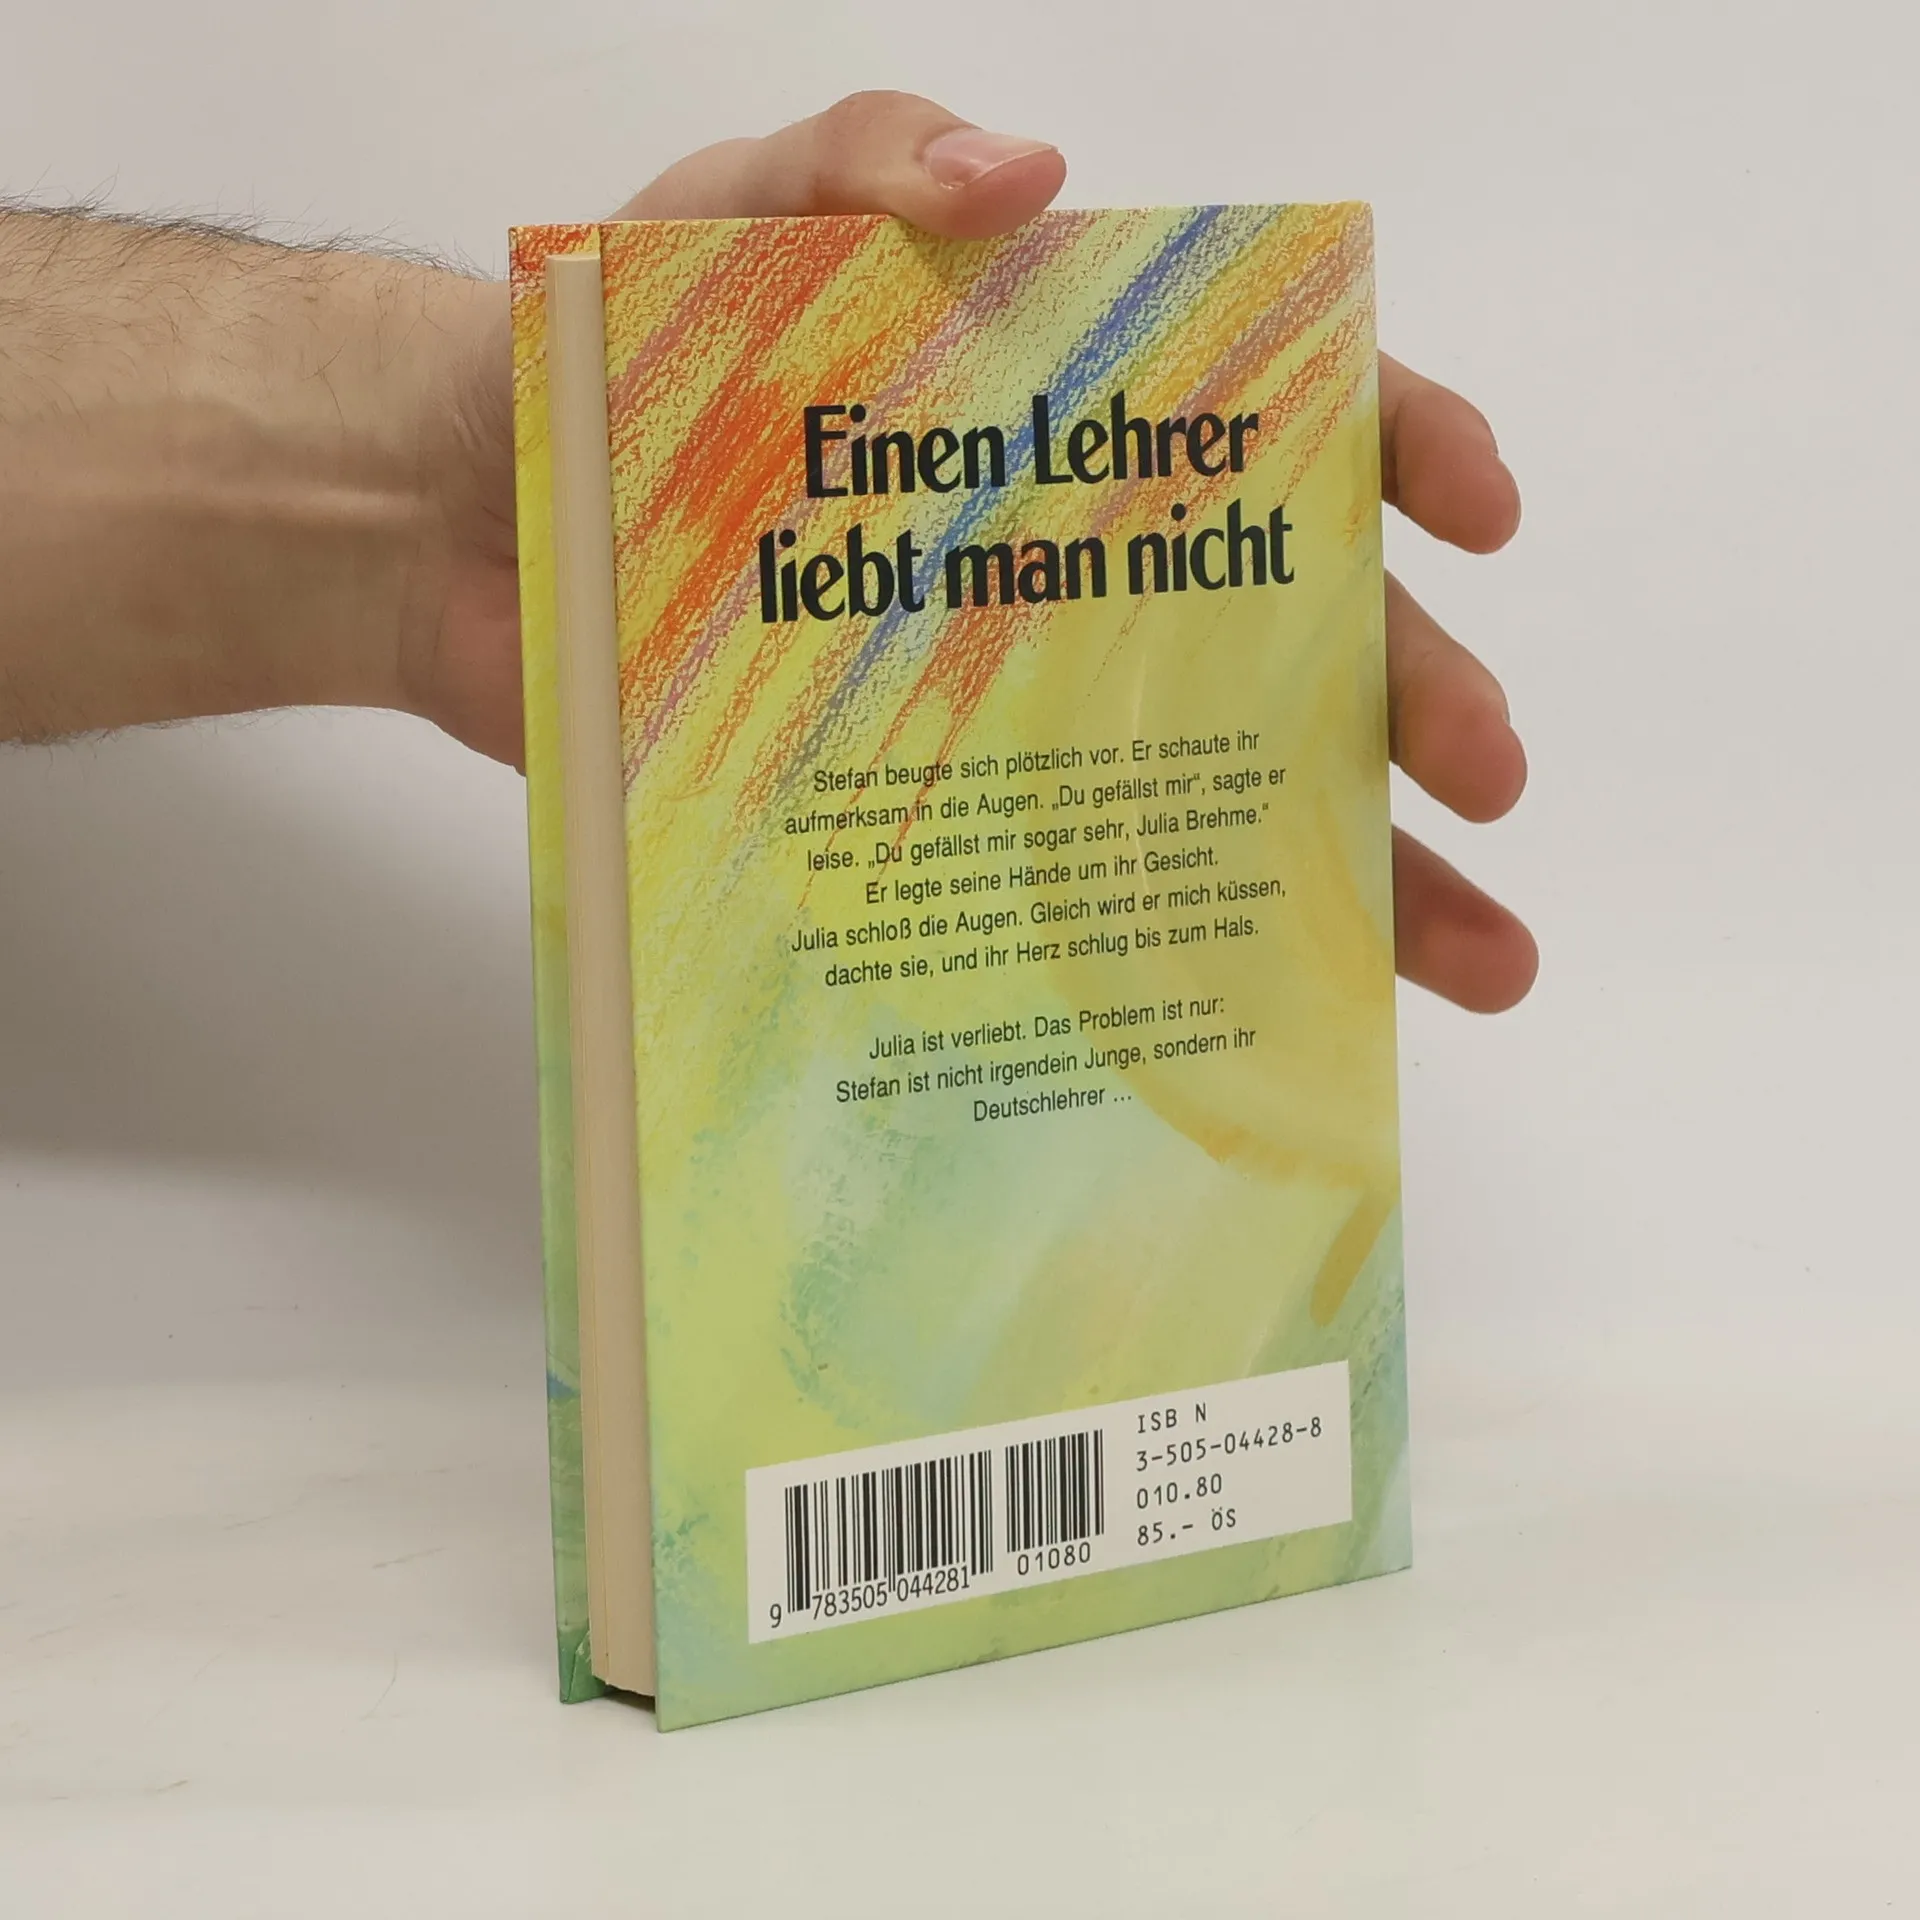 Einen Lehrer
liebt man nicht
Stefan beugte sich plötzlich vor. Er schaute ihr
aufmerksam in die Augen. „Du gefällst mir“, sagte er
leise. „Du gefällst mir sogar sehr, Julia Brehme.“
Er legte seine Hände um ihr Gesicht.
Julia schloß die Augen. Gleich wird er mich küssen,
dachte sie, und ihr Herz schlug bis zum Hals.
Julia ist verliebt. Das Problem ist nur:
Stefan ist nicht irgendein Junge, sondern ihr
Deutschlehrer ...
ISB N
3-505-04428-8
010.80
85.- ÖS
01080
9 783505 044281